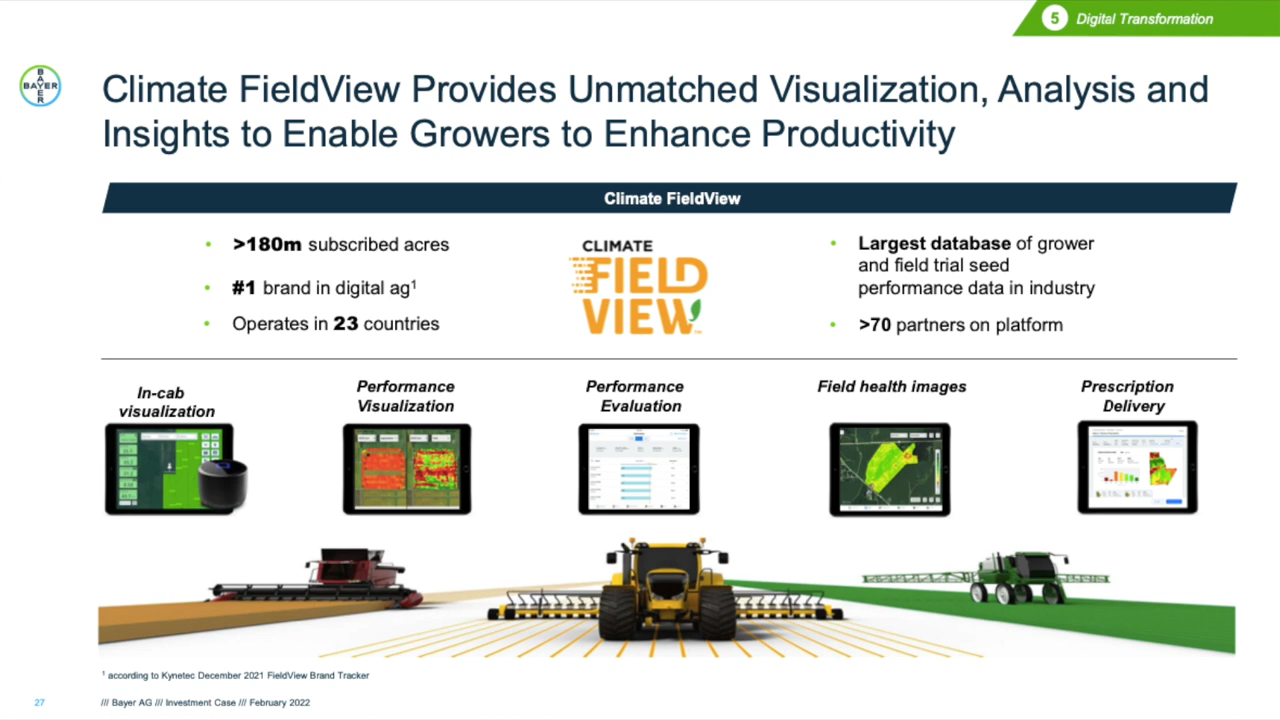 5 Digital Transformation
BAYER
BAYER
Climate FieldView Provides Unmatched Visualization, Analysis and
Insights to Enable Growers to Enhance Productivity
Climate FieldView
• >180m subscribed acres
• #1 brand in digital ag¹
• Operates in 23 countries
CLIMATE
FIELD
VIEW™
• Largest database of grower
and field trial seed
performance data in industry
• >70 partners on platform
In-cab
visualization
Performance
Visualization
Performance
Evaluation
Field health images
Prescription
Delivery
¹ according to Kynetec December 2021 FieldView Brand Tracker
27
/// Bayer AG /// Investment Case /// February 2022